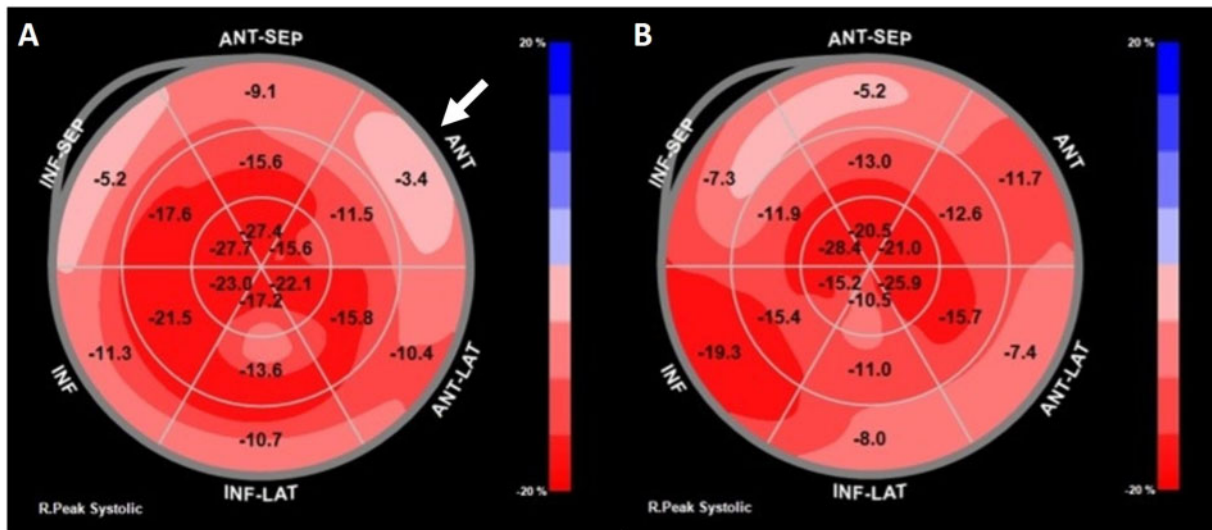 A
ANT-SEP
20 %
-9.1
INF-SEP
ANT
-5.2
-3.4
-15.6
-17.6
-11.5
-27.4
-27.7
-15.6
-23.0
-22.1
-17.2
-21.5
-15.8
-11.3
-10.4
-13.6
INF
ANT-LAT
-10.7
INF-LAT
R.Peak Systolic
-20 %
B
ANT-SEP
20 %
-5.2
INF-SEP
ANT
-7.3
-11.7
-13.0
-11.9
-12.6
-20.5
-28.4
-21.0
-15.2
-25.9
-10.5
-15.4
-15.7
-19.3
-7.4
-11.0
INF
ANT-LAT
-8.0
INF-LAT
R.Peak Systolic
-20 %